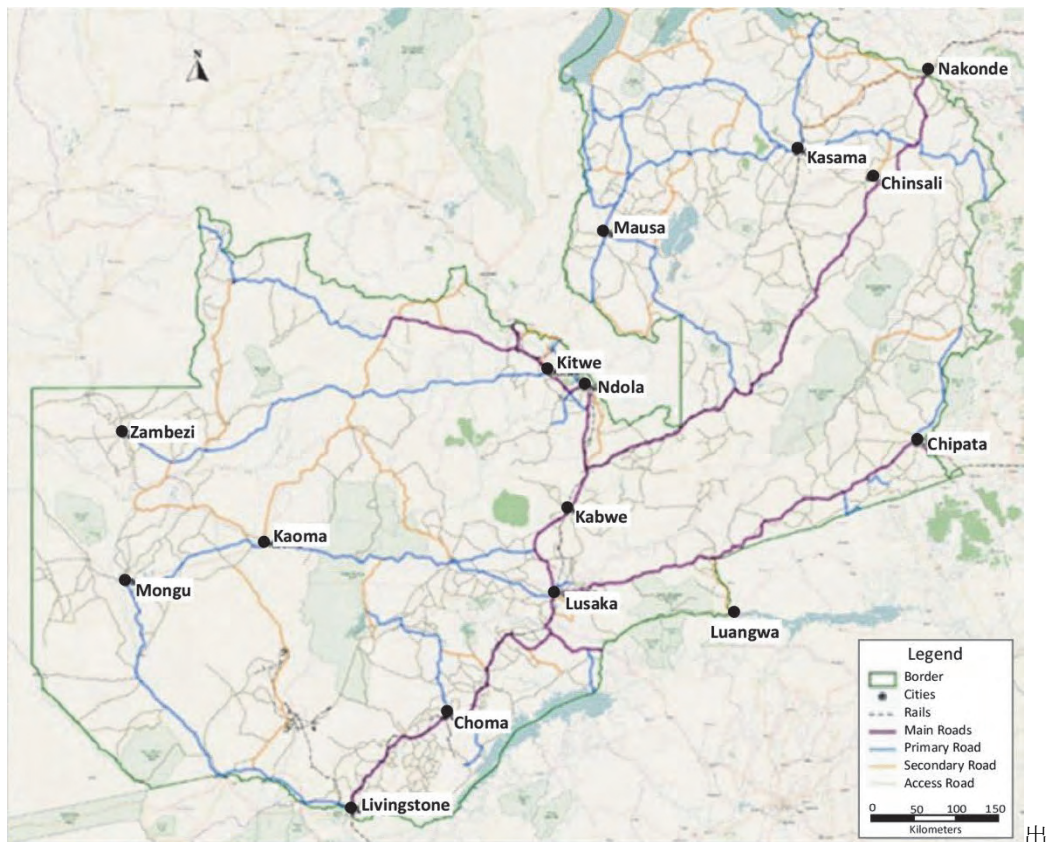 N
Nakonde
Kasama
Chinsali
Mausa
Kitwe
Ndola
Zambezi
Chipata
Kabwe
Kaoma
Mongu
Lusaka
Luangwa
Choma
Livingstone
Legend
Border
Cities
Rails
Main Roads
Primary Road
Secondary Road
Access Road
0 50 100 150
Kilometers
出